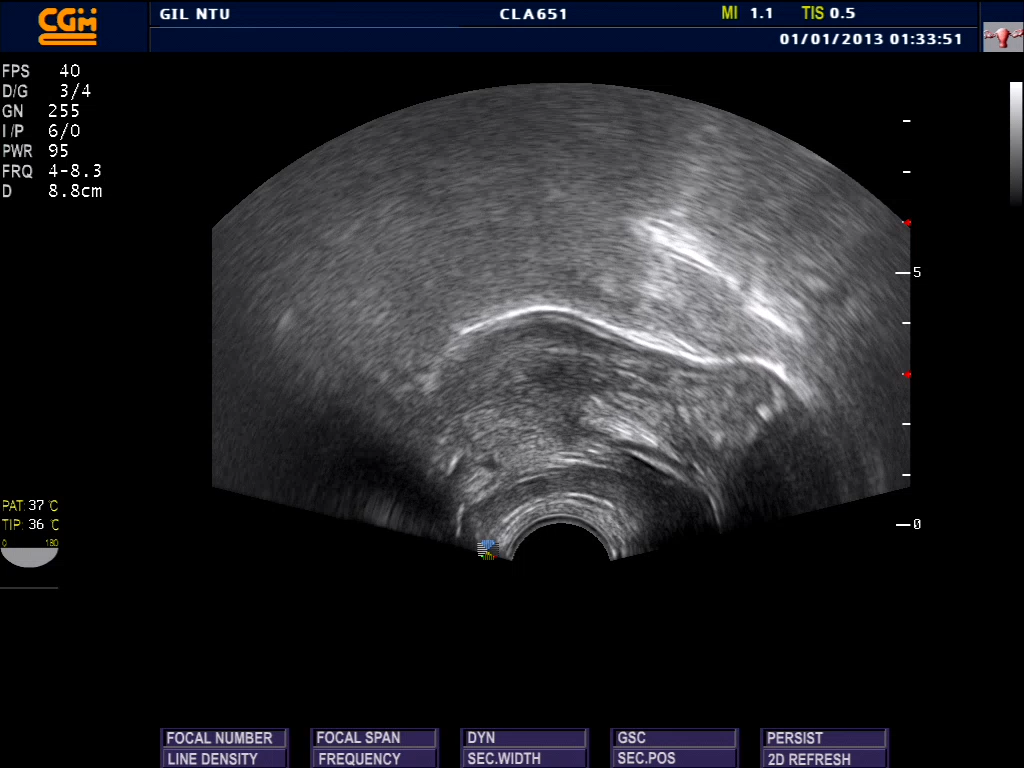 CGM
GIL NTU CLA651 MI 1.1 TIS 0.5
01/01/2013 01:33:51
FPS 40
D/G 3/4
GN 255
I/P 6/0
PWR 95
FRQ 4-8.3
D 8.8cm
5
PAT: 37 °C
TIP: 36 °C
0 180
0
FOCAL NUMBER FOCAL SPAN DYN GSC PERSIST
LINE DENSITY FREQUENCY SEC.WIDTH SEC.POS 2D REFRESH